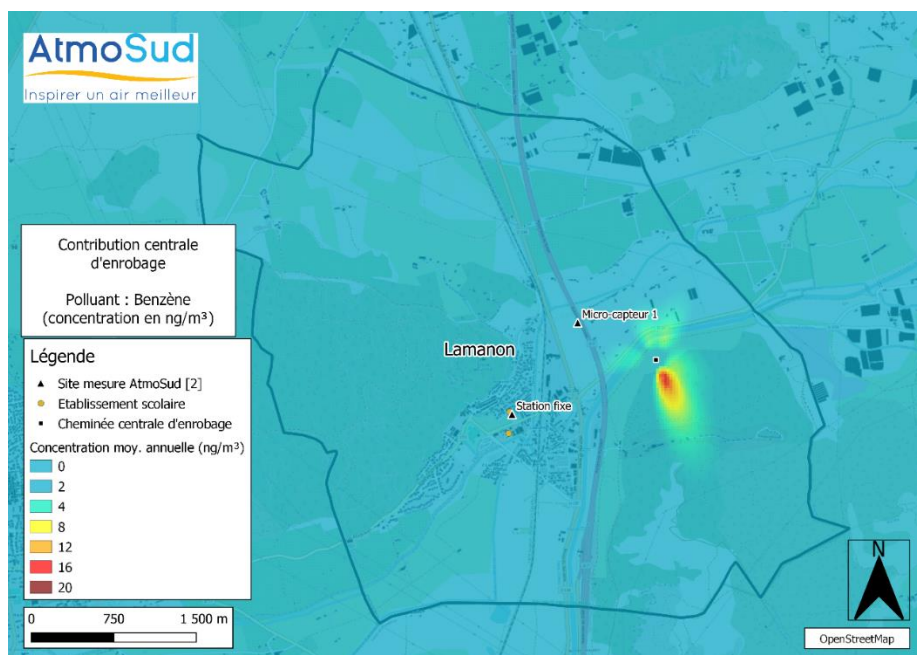 AtmoSud
Inspirer un air meilleur
Contribution centrale
d'enrobage
Polluant : Benzène
(concentration en ng/m³)
Légende
Site mesure AtmoSud [2]
Etablissement scolaire
Cheminée centrale d'enrobage
Concentration moy. annuelle (ng/m³)
0
2
4
8
12
16
20
0 750 1 500 m
Lamanon
Micro-capteur 1
Station fixe
N
OpenStreetMap